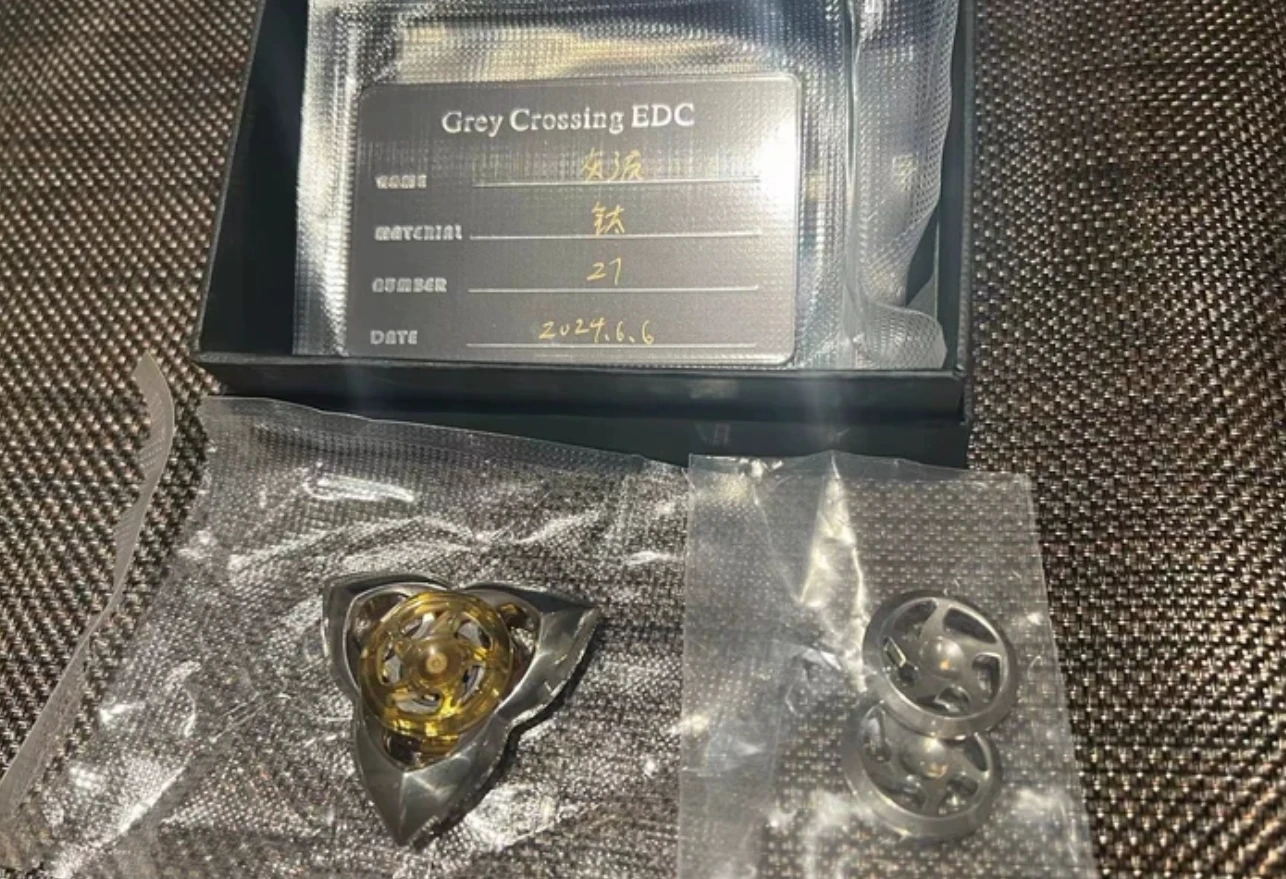 Grey Crossing EDC
NAME
MATERIAL 钛
NUMBER 27
DATE 2024.6.6